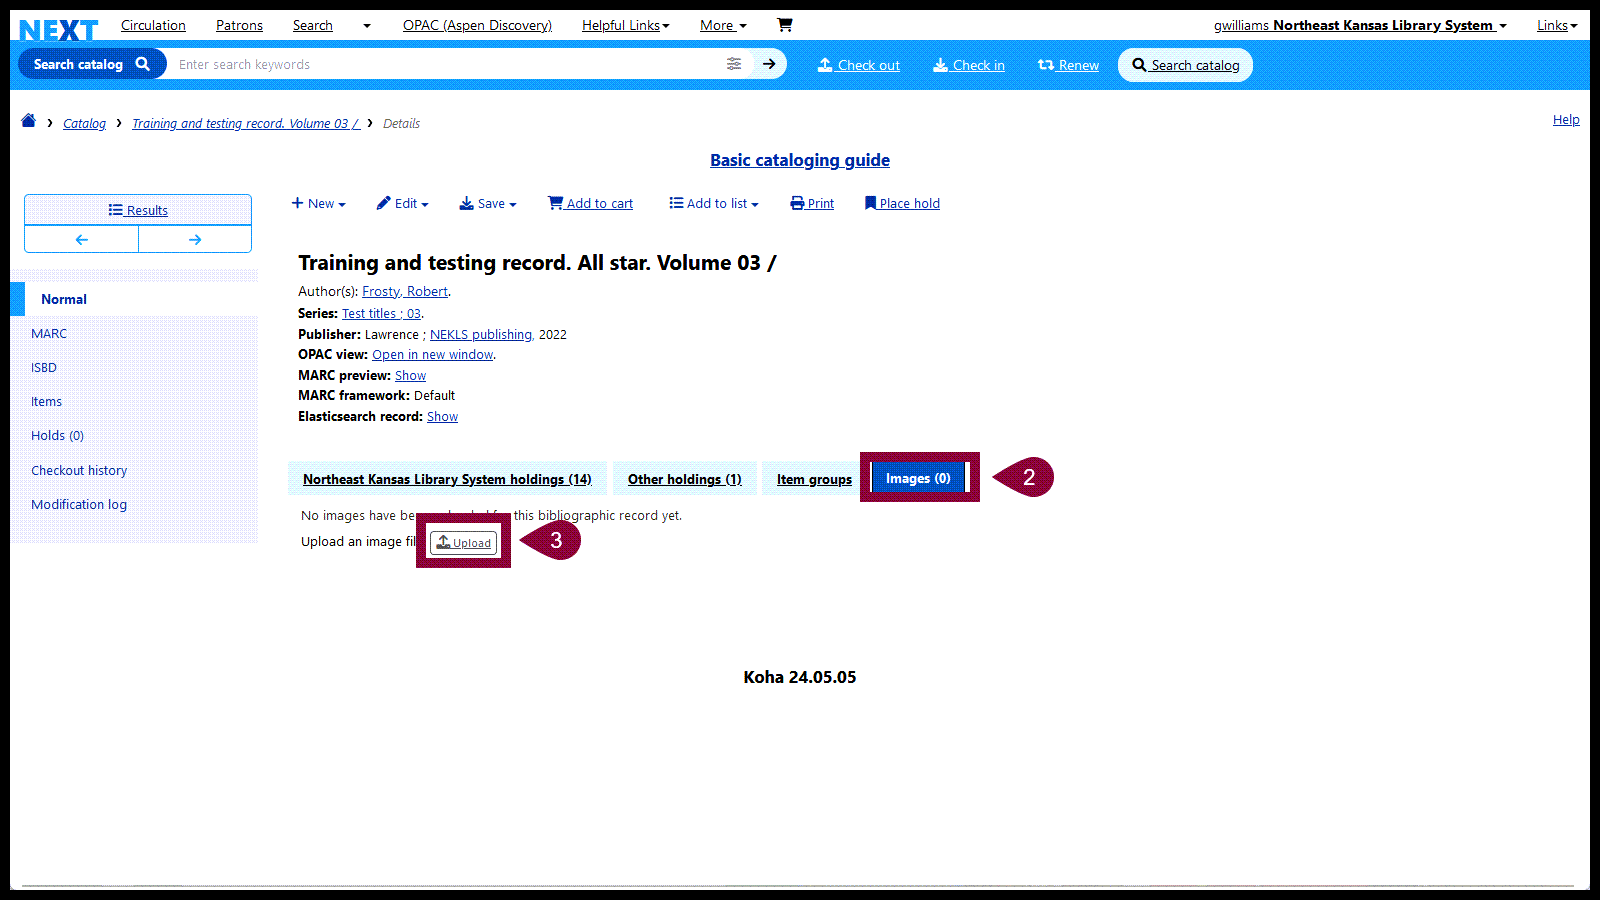 NEXT Circulation Patrons Search OPAC (Aspen Discovery) Helpful Links More gwilliams Northeast Kansas Library System Links
Search catalog Enter search keywords Check out Check in Renew Search catalog
Catalog Training and testing record. Volume 03 / Details Help
Basic cataloging guide
Results
New Edit Save Add to cart Add to list Print Place hold
Normal
MARC
ISBD
Items
Holds (0)
Checkout history
Modification log
Training and testing record. All star. Volume 03 /
Author(s): Frosty, Robert.
Series: Test titles ; 03.
Publisher: Lawrence ; NEKLS publishing, 2022
OPAC view: Open in new window.
MARC preview: Show
MARC framework: Default
Elasticsearch record: Show
Northeast Kansas Library System holdings (14) Other holdings (1) Item groups Images (0) 2
No images have be this bibliographic record yet.
Upload an image fil Upload 3
Koha 24.05.05